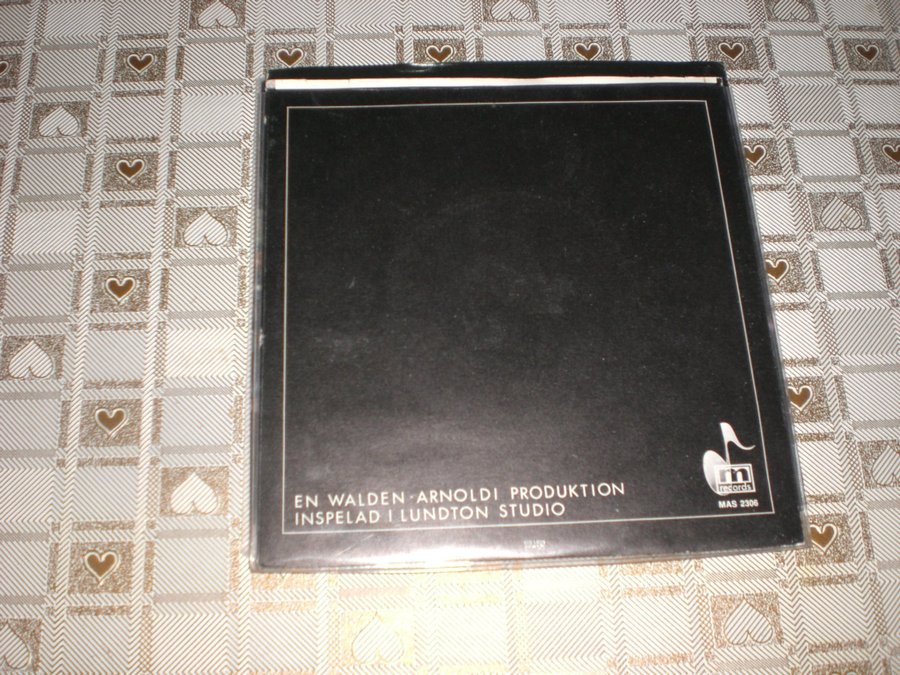 EN WALDEN-ARNOLDI PRODUKTION
INSPELAD I LUNDTON STUDIO
m
records
MAS 2306